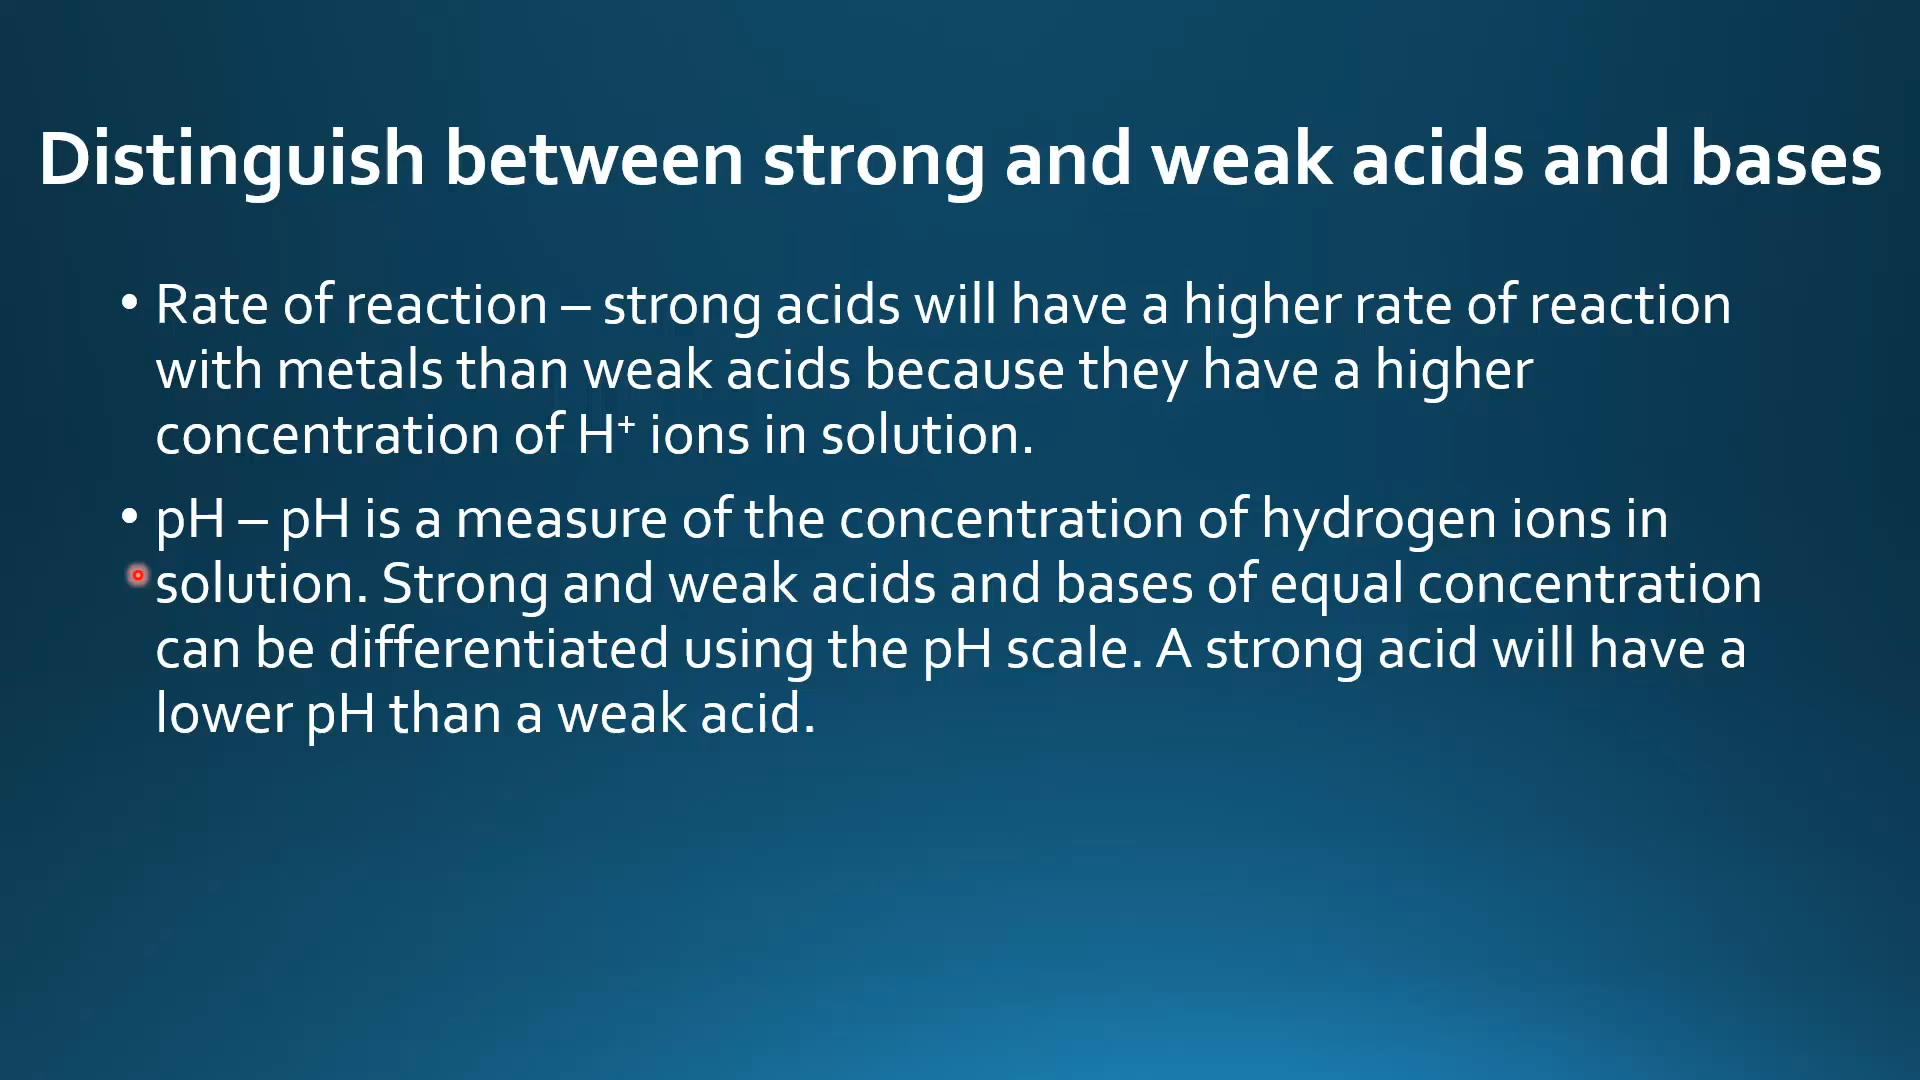 Distinguish between strong and weak acids and bases
• Rate of reaction – strong acids will have a higher rate of reaction
with metals than weak acids because they have a higher
concentration of H⁺ ions in solution.
• pH – pH is a measure of the concentration of hydrogen ions in
solution. Strong and weak acids and bases of equal concentration
can be differentiated using the pH scale. A strong acid will have a
lower pH than a weak acid.